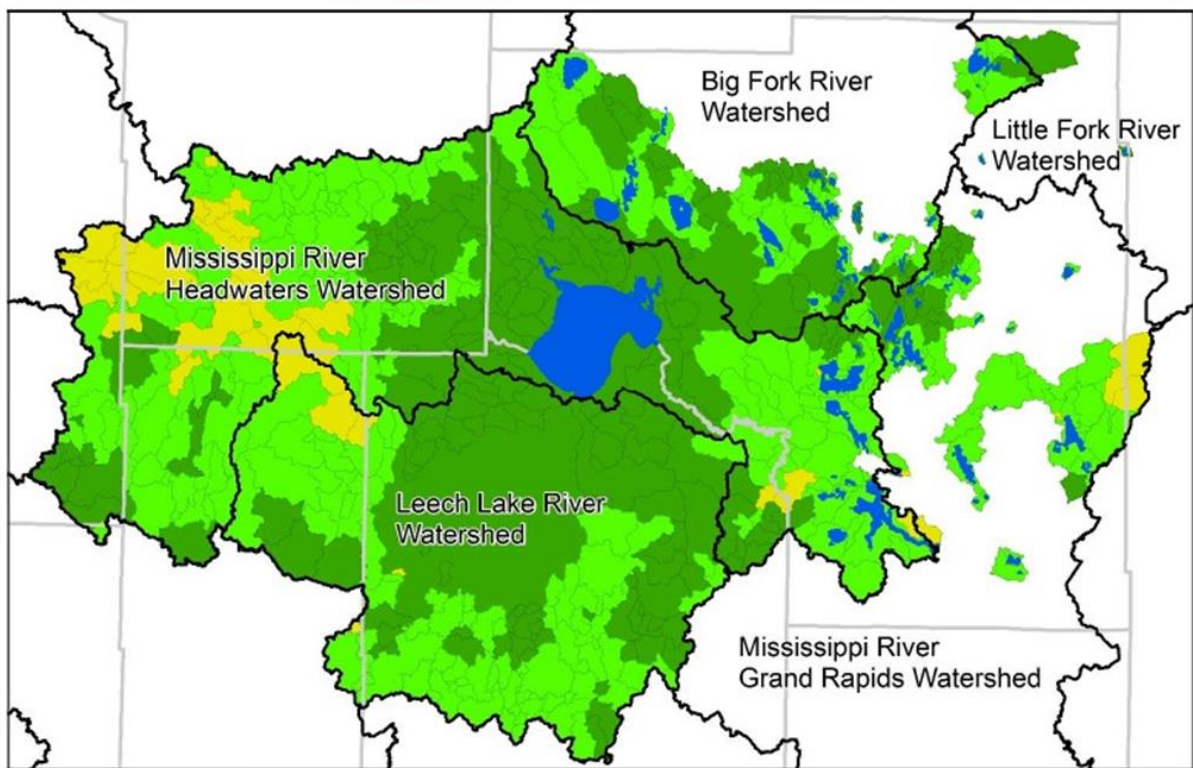 Big Fork River
Watershed
Little Fork River
Watershed
Mississippi River
Headwaters Watershed
Leech Lake River
Watershed
Mississippi River
Grand Rapids Watershed